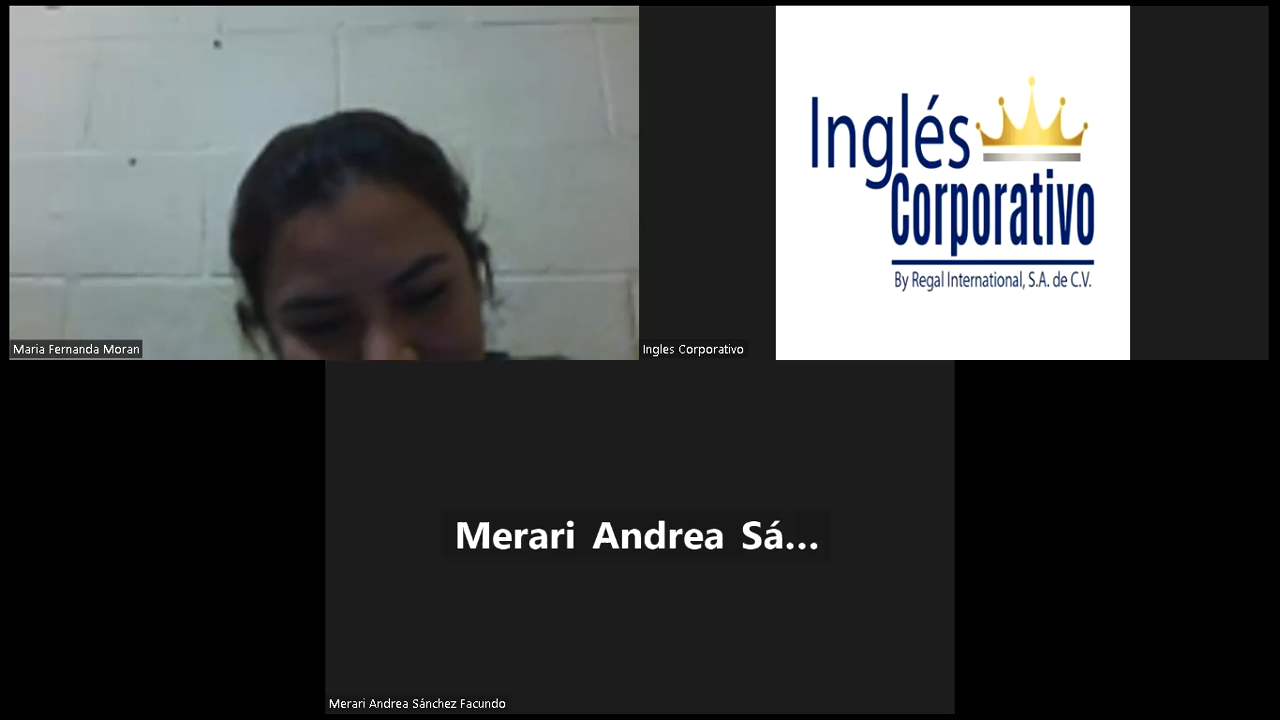 Inglés
Corporativo
By Regal International, S.A. de C.V.
Maria Fernanda Moran
Ingles Corporativo
Merari Andrea Sá...
Merari Andrea Sánchez Facundo